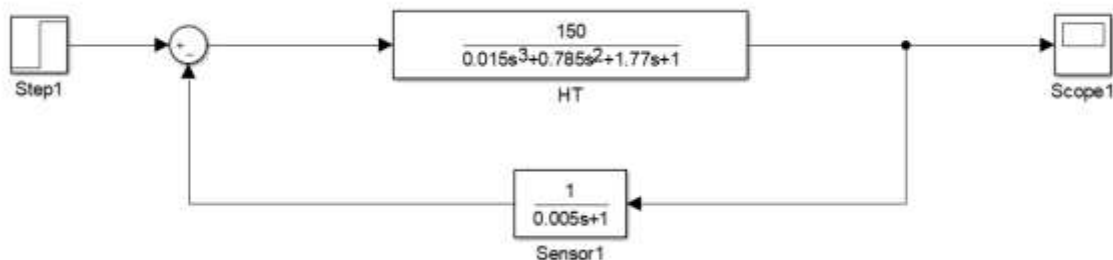 Step1
+
-
150
0.015s3+0.785s2+1.77s+1
HT
Scope1
1
0.005s+1
Sensor1